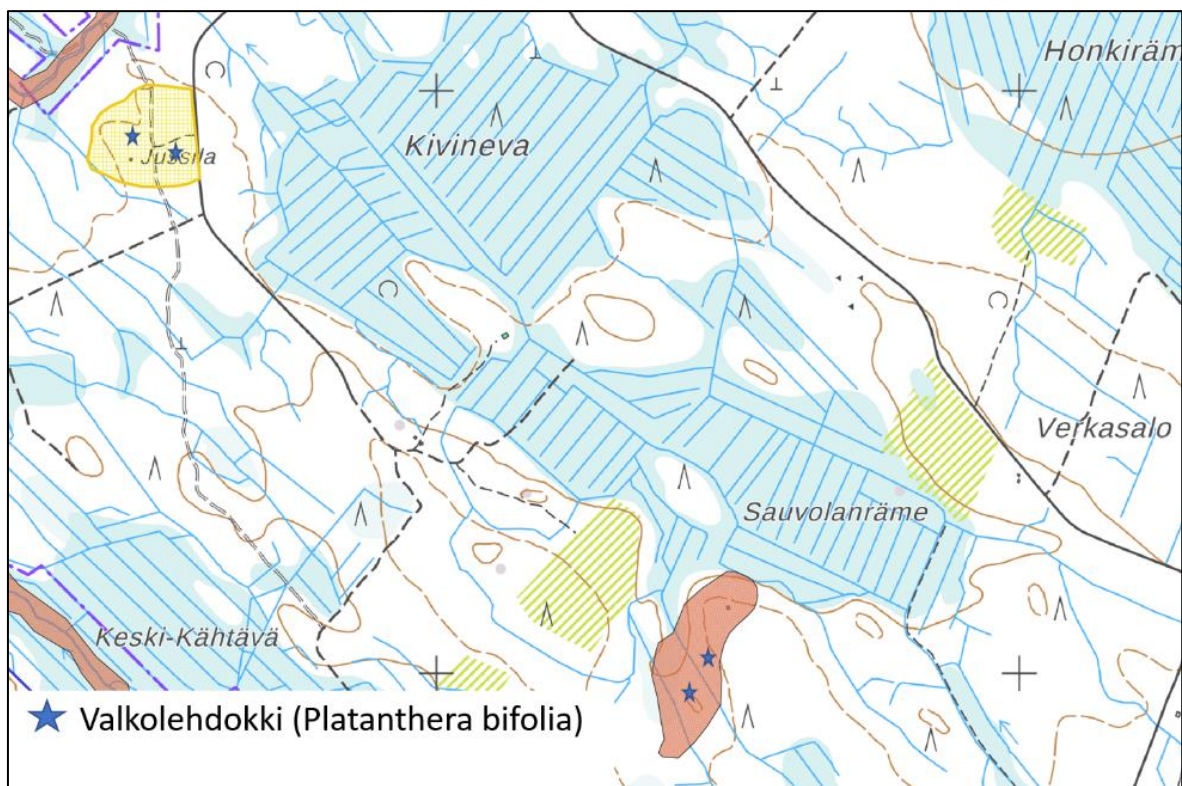 Honkiräm
Kivineva
Jussila
Verkasalo
Sauvolanräme
Keski-Kähtävä
Valkolehdokki (Platanthera bifolia)